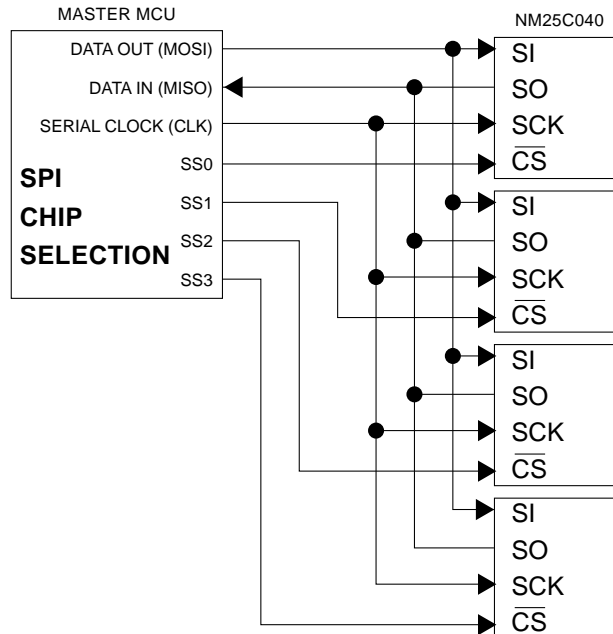 MASTER MCU
DATA OUT (MOSI)
DATA IN (MISO)
SERIAL CLOCK (CLK)
SS0
SPI
SS1
CHIP
SS2
SELECTION
SS3
NM25C040
SI
SO
SCK
CS
SI
SO
SCK
CS
SI
SO
SCK
CS
SI
SO
SCK
CS